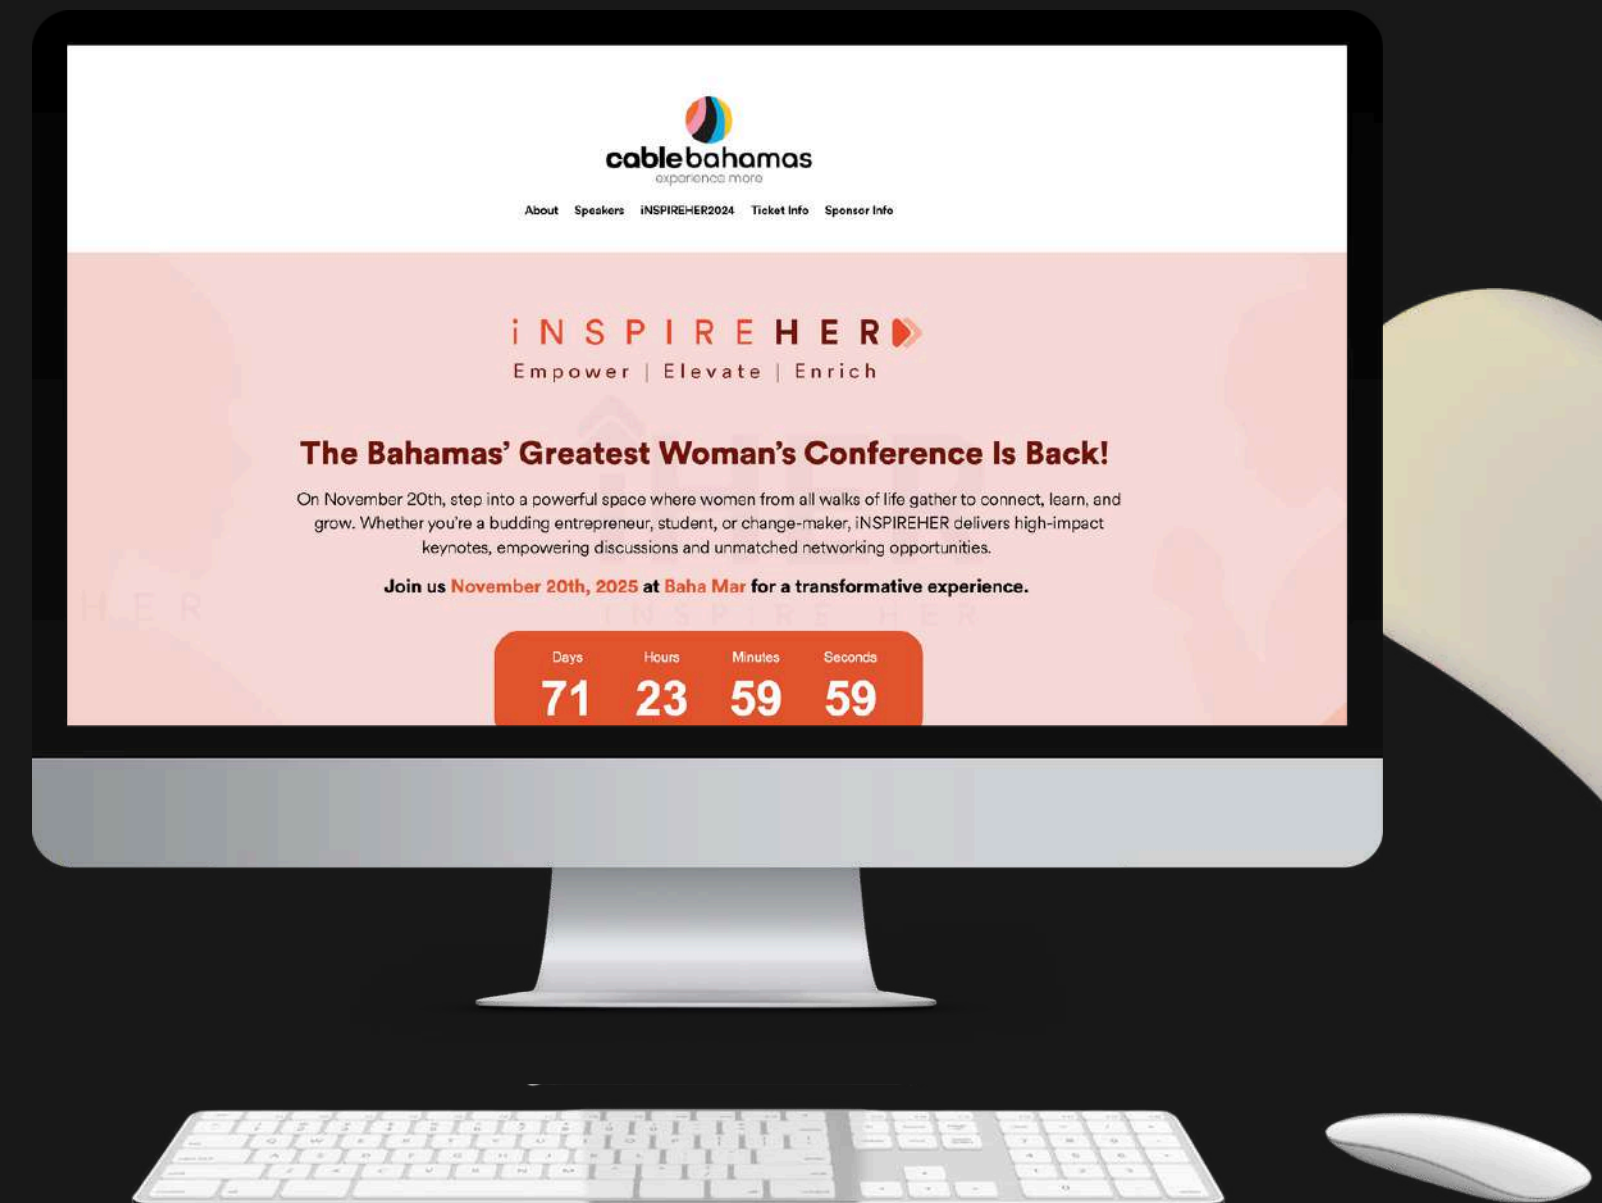 cablebahamas
experience more
About Speakers iNSPIREHER2024 Ticket Info Sponsor Info
iNSPIREHER
Empower | Elevate | Enrich
The Bahamas’ Greatest Woman’s Conference Is Back!
On November 20th, step into a powerful space where women from all walks of life gather to connect, learn, and
grow. Whether you're a budding entrepreneur, student, or change-maker, iNSPIREHER delivers high-impact
keynotes, empowering discussions and unmatched networking opportunities.
Join us November 20th, 2025 at Baha Mar for a transformative experience.
iHER
HER
INSPIRE HER
Days Hours Minutes Seconds
71 23 59 59